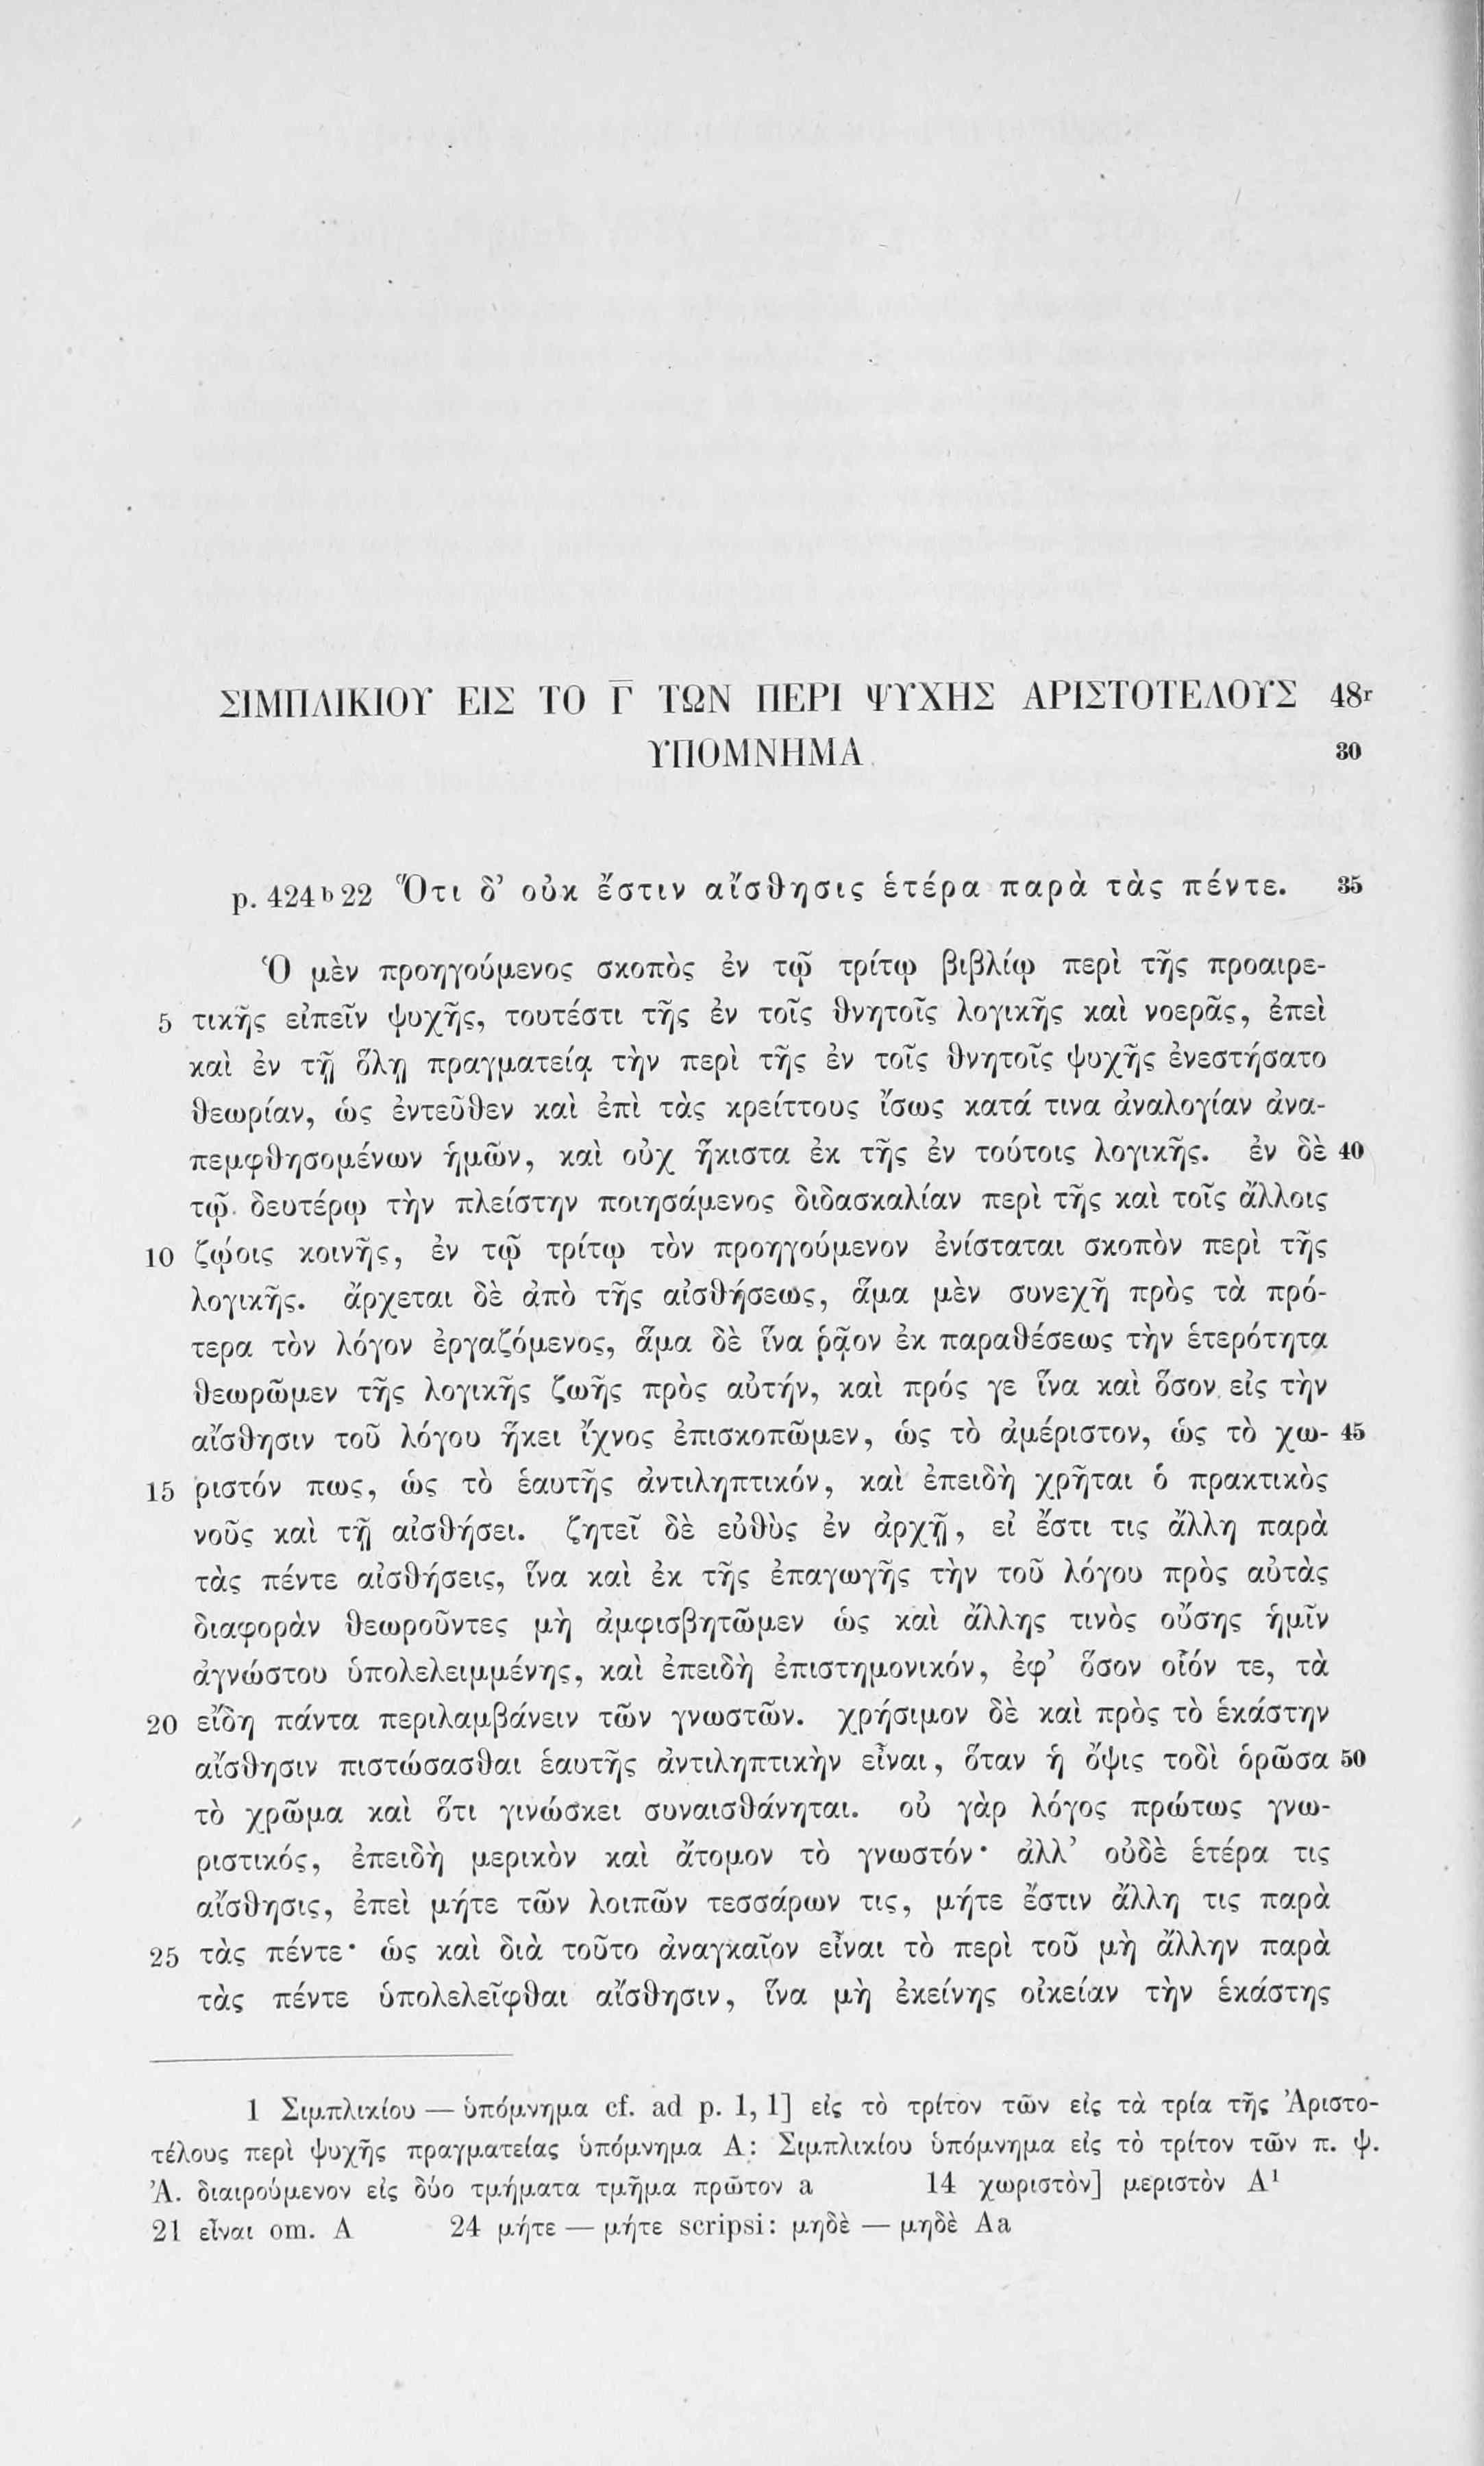 ΣΙΜΠΛΙΚΙΟΥ ΕΙΣ ΤΟ Γ̅ ΤΩΝ ΠΕΡΙ ΨΥΧΗΣ ΑΡΙΣΤΟΤΕΛΟΥΣ 48r
ΥΠΟΜΝΗΜΑ 30
p. 424b22 Ὅτι δ’ οὐκ ἔστιν αἴσθησις ἑτέρα παρὰ τὰς πέντε. 35
Ὁ μὲν προηγούμενος σκοπὸς ἐν τῷ τρίτῳ βιβλίῳ περὶ τῆς προαιρε-
5 τικῆς εἰπεῖν ψυχῆς, τουτέστι τῆς ἐν τοῖς θνητοῖς λογικῆς καὶ νοερᾶς, ἐπεὶ
καὶ ἐν τῇ ὅλῃ πραγματείᾳ τὴν περὶ τῆς ἐν τοῖς θνητοῖς ψυχῆς ἐνεστήσατο
θεωρίαν, ὡς ἐντεῦθεν καὶ ἐπὶ τὰς κρείττους ἴσως κατά τινα ἀναλογίαν ἀνα-
πεμφθησομένων ἡμῶν, καὶ οὐχ ἥκιστα ἐκ τῆς ἐν τούτοις λογικῆς. ἐν δὲ 40
τῷ δευτέρῳ τὴν πλείστην ποιησάμενος διδασκαλίαν περὶ τῆς καὶ τοῖς ἄλλοις
10 ζῴοις κοινῆς, ἐν τῷ τρίτῳ τὸν προηγούμενον ἐνίσταται σκοπὸν περὶ τῆς
λογικῆς. ἄρχεται δὲ ἀπὸ τῆς αἰσθήσεως, ἅμα μὲν συνεχῆ πρὸς τὰ πρό-
τερα τὸν λόγον ἐργαζόμενος, ἅμα δὲ ἵνα ῥᾷον ἐκ παραθέσεως τὴν ἑτερότητα
θεωρῶμεν τῆς λογικῆς ζωῆς πρὸς αὐτήν, καὶ πρός γε ἵνα καὶ ὅσον εἰς τὴν
αἴσθησιν τοῦ λόγου ἥκει ἴχνος ἐπισκοπῶμεν, ὡς τὸ ἀμέριστον, ὡς τὸ χω- 45
15 ριστόν πως, ὡς τὸ ἑαυτῆς ἀντιληπτικόν, καὶ ἐπειδὴ χρῆται ὁ πρακτικὸς
νοῦς καὶ τῇ αἰσθήσει. ζητεῖ δὲ εὐθὺς ἐν ἀρχῇ, εἰ ἔστι τις ἄλλη παρὰ
τὰς πέντε αἰσθήσεις, ἵνα καὶ ἐκ τῆς ἐπαγωγῆς τὴν τοῦ λόγου πρὸς αὐτὰς
διαφορὰν θεωροῦντες μὴ ἀμφισβητῶμεν ὡς καὶ ἄλλης τινὸς οὔσης ἡμῖν
ἀγνώστου ὑπολελειμμένης, καὶ ἐπειδὴ ἐπιστημονικόν, ἐφ’ ὅσον οἷόν τε, τὰ
20 εἴδη πάντα περιλαμβάνειν τῶν γνωστῶν. χρήσιμον δὲ καὶ πρὸς τὸ ἑκάστην
αἴσθησιν πιστώσασθαι ἑαυτῆς ἀντιληπτικὴν εἶναι, ὅταν ἡ ὄψις τοδὶ ὁρῶσα 50
τὸ χρῶμα καὶ ὅτι γινώσκει συναισθάνηται. οὐ γὰρ λόγος πρώτως γνω-
ριστικός, ἐπειδὴ μερικὸν καὶ ἄτομον τὸ γνωστόν· ἀλλ’ οὐδὲ ἑτέρα τις
αἴσθησις, ἐπεὶ μήτε τῶν λοιπῶν τεσσάρων τις, μήτε ἔστιν ἄλλη τις παρὰ
25 τὰς πέντε· ὡς καὶ διὰ τοῦτο ἀναγκαῖον εἶναι τὸ περὶ τοῦ μὴ ἄλλην παρὰ
τὰς πέντε ὑπολελεῖφθαι αἴσθησιν, ἵνα μὴ ἐκείνης οἰκείαν τὴν ἑκάστης
1 Σιμπλικίου — ὑπόμνημα cf. ad p. 1, 1] εἰς τὸ τρίτον τῶν εἰς τὰ τρία τῆς Ἀριστο-
τέλους περὶ ψυχῆς πραγματείας ὑπόμνημα A: Σιμπλικίου ὑπόμνημα εἰς τὸ τρίτον τῶν π. ψ.
Ἀ. διαιρούμενον εἰς δύο τμήματα τμῆμα πρῶτον a 14 χωριστὸν] μεριστὸν A¹
21 εἶναι om. A 24 μήτε — μήτε scripsi: μηδὲ — μηδὲ Aa